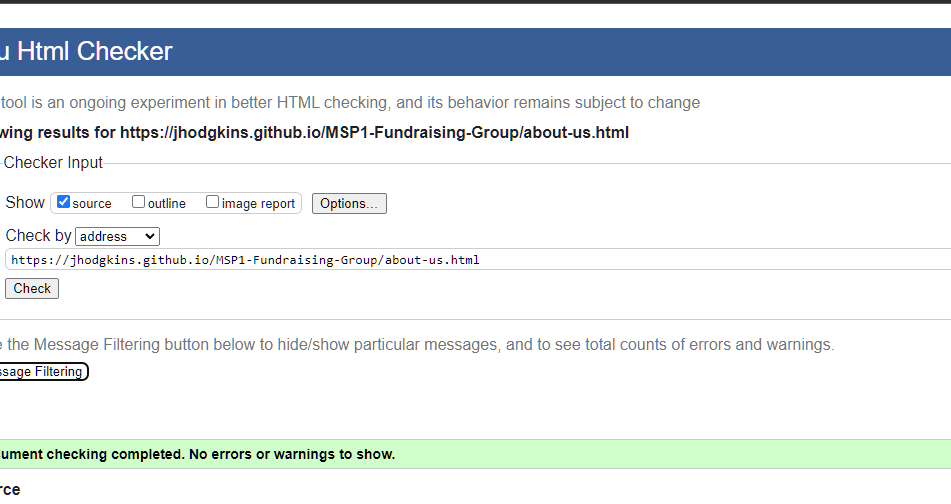 u Html Checker
tool is an ongoing experiment in better HTML checking, and its behavior remains subject to change
wing results for https://jhodgkins.github.io/MSP1-Fundraising-Group/about-us.html
Checker Input
Show source outline image report Options...
Check by address
https://jhodgkins.github.io/MSP1-Fundraising-Group/about-us.html
Check
e the Message Filtering button below to hide/show particular messages, and to see total counts of errors and warnings.
ssage Filtering
ument checking completed. No errors or warnings to show.
rce